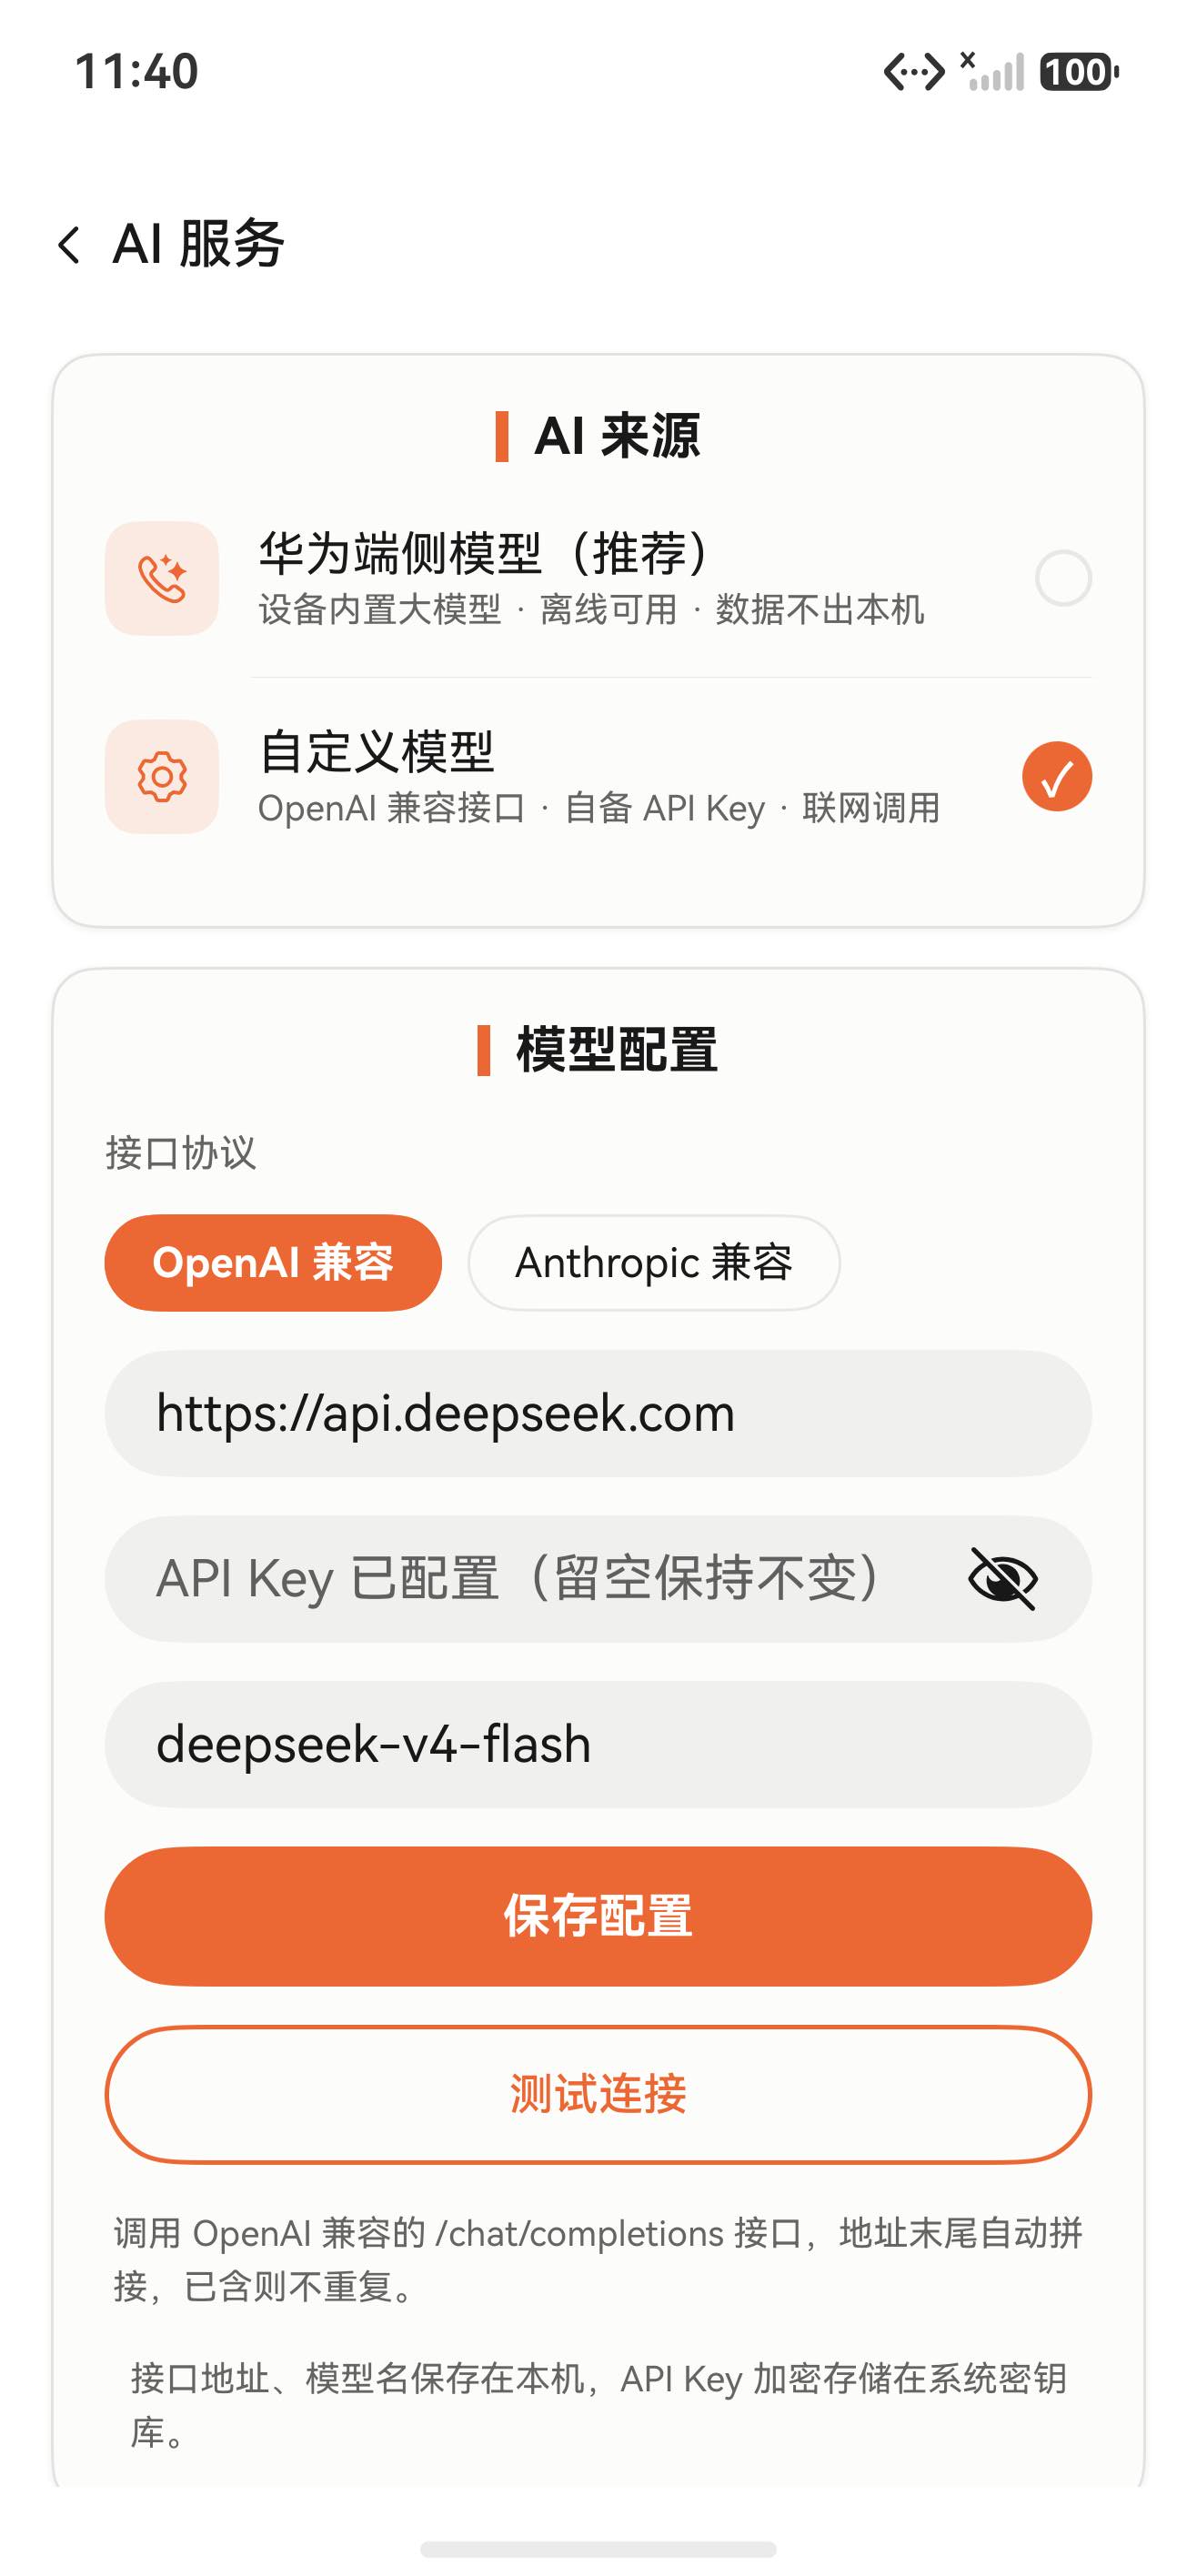 11:40
100
AI 服务
AI 来源
华为端侧模型（推荐）
设备内置大模型 · 离线可用 · 数据不出本机
自定义模型
OpenAI 兼容接口 · 自备 API Key · 联网调用
模型配置
接口协议
OpenAI 兼容
Anthropic 兼容
https://api.deepseek.com
API Key 已配置（留空保持不变）
deepseek-v4-flash
保存配置
测试连接
调用 OpenAI 兼容的 /chat/completions 接口，地址末尾自动拼
接，已含则不重复。
接口地址、模型名保存在本机，API Key 加密存储在系统密钥
库。